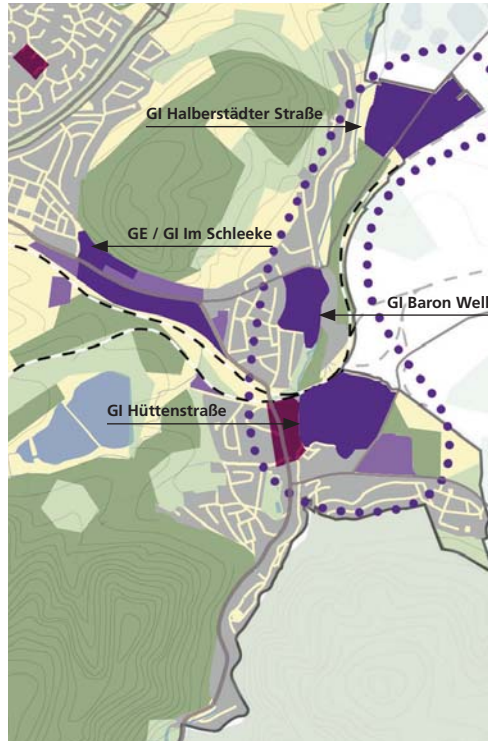 GI Halberstädter Straße
GE / GI Im Schleeke
GI Baron Well
GI Hüttenstraße